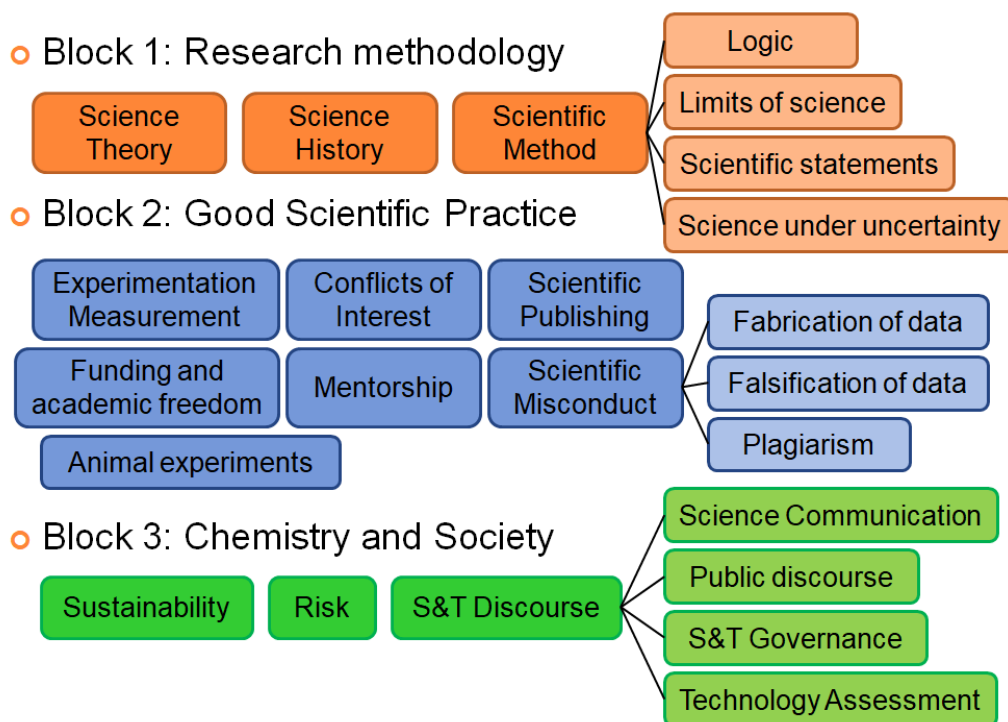 Block 1: Research methodology
Science
Theory
Science
History
Scientific
Method
Logic
Limits of science
Scientific statements
Science under uncertainty
Block 2: Good Scientific Practice
Experimentation
Measurement
Conflicts of
Interest
Scientific
Publishing
Funding and
academic freedom
Mentorship
Scientific
Misconduct
Animal experiments
Fabrication of data
Falsification of data
Plagiarism
Block 3: Chemistry and Society
Sustainability
Risk
S&T Discourse
Science Communication
Public discourse
S&T Governance
Technology Assessment